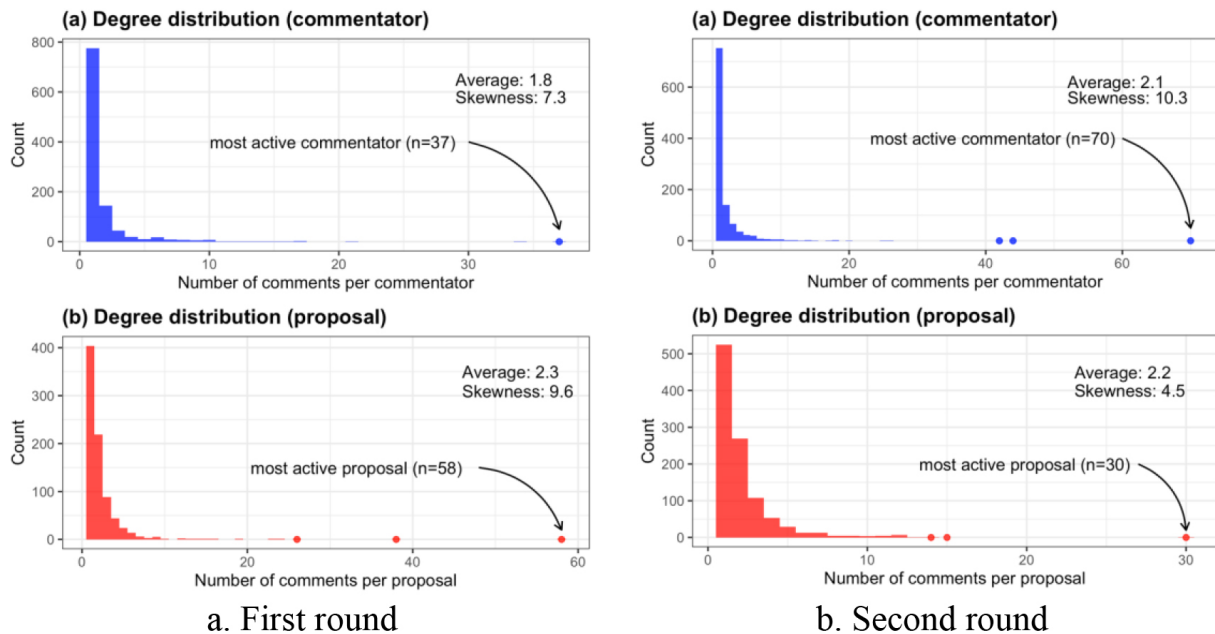 (a) Degree distribution (commentator)
800
600
400
200
0
Count
Average: 1.8
Skewness: 7.3
most active commentator (n=37)
0 10 20 30
Number of comments per commentator
(b) Degree distribution (proposal)
400
300
200
100
0
Count
Average: 2.3
Skewness: 9.6
most active proposal (n=58)
0 20 40 60
Number of comments per proposal
a. First round
(a) Degree distribution (commentator)
800
600
400
200
0
Count
Average: 2.1
Skewness: 10.3
most active commentator (n=70)
0 20 40 60
Number of comments per commentator
(b) Degree distribution (proposal)
500
400
300
200
100
0
Count
Average: 2.2
Skewness: 4.5
most active proposal (n=30)
0 10 20 30
Number of comments per proposal
b. Second round